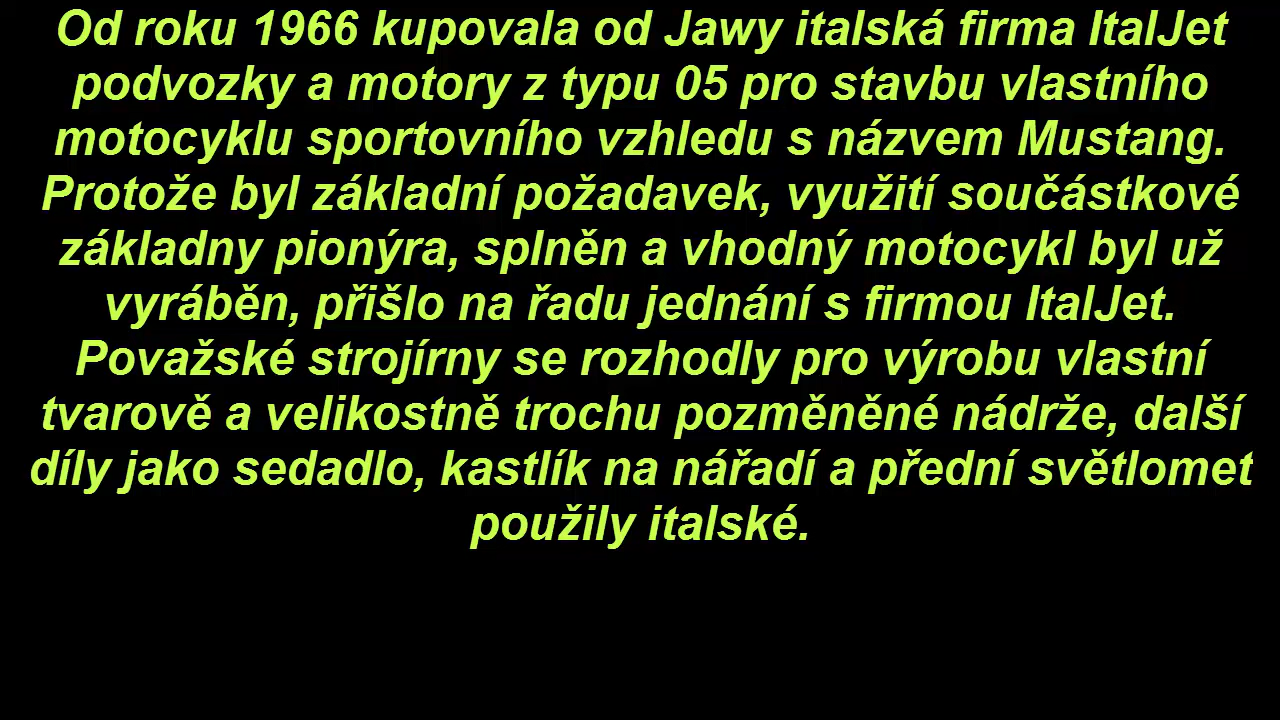 Od roku 1966 kupovala od Jawy italská firma ItalJet
podvozky a motory z typu 05 pro stavbu vlastního
motocyklu sportovního vzhledu s názvem Mustang.
Protože byl základní požadavek, využití součástkové
základny pionýra, splněn a vhodný motocykl byl už
vyráběn, přišlo na řadu jednání s firmou ItalJet.
Považské strojírny se rozhodly pro výrobu vlastní
tvarově a velikostně trochu pozměněné nádrže, další
díly jako sedadlo, kastlík na nářadí a přední světlomet
použily italské.